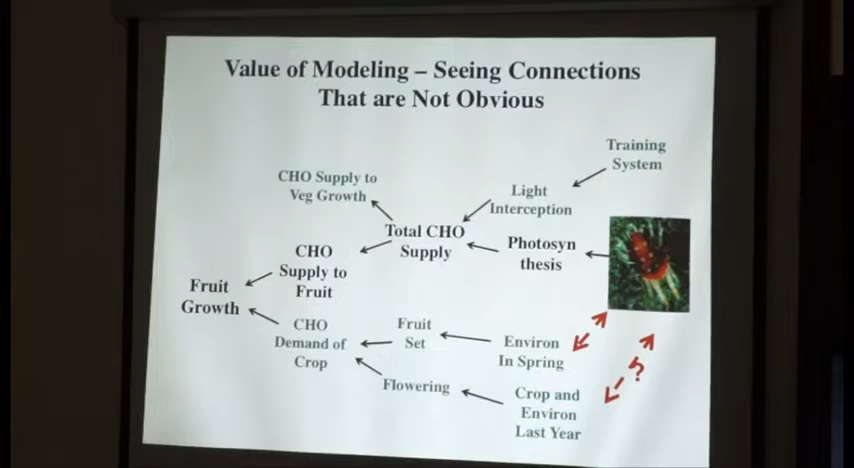 Value of Modeling – Seeing Connections
That are Not Obvious
Training
System
CHO Supply to
Veg Growth
Light
Interception
Total CHO
Supply
Photosyn
thesis
CHO
Supply to
Fruit
Fruit
Growth
CHO
Demand of
Crop
Fruit
Set
Environ
In Spring
Flowering
Crop and
Environ
Last Year
?